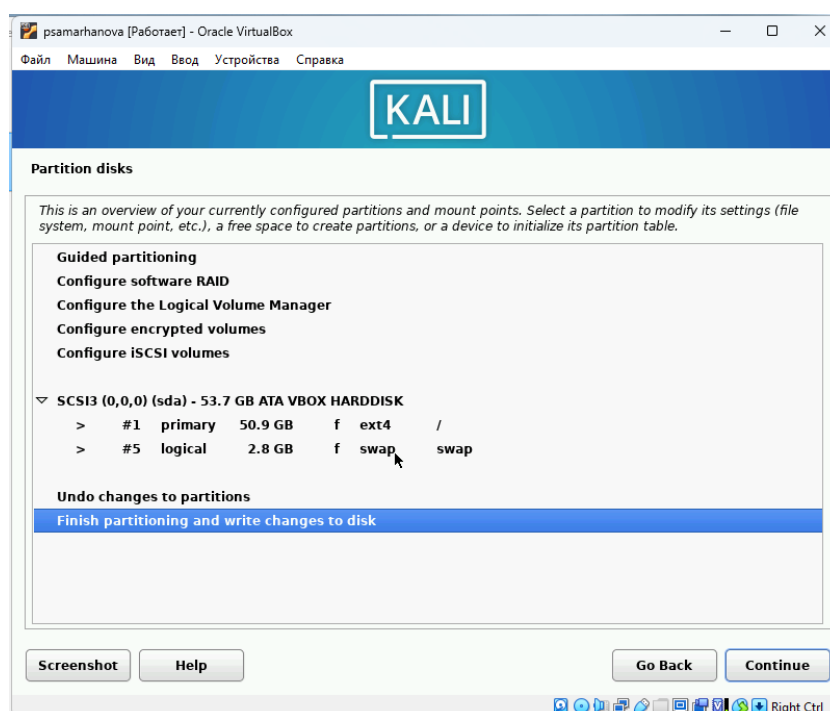 psamarhanova [Работает] - Oracle VirtualBox
Файл Машина Вид Ввод Устройства Справка
KALI
Partition disks
This is an overview of your currently configured partitions and mount points. Select a partition to modify its settings (file
system, mount point, etc.), a free space to create partitions, or a device to initialize its partition table.
Guided partitioning
Configure software RAID
Configure the Logical Volume Manager
Configure encrypted volumes
Configure iSCSI volumes
SCSI3 (0,0,0) (sda) - 53.7 GB ATA VBOX HARDDISK
> #1 primary 50.9 GB f ext4 /
> #5 logical 2.8 GB f swap swap
Undo changes to partitions
Finish partitioning and write changes to disk
Screenshot Help Go Back Continue
Right Ctrl